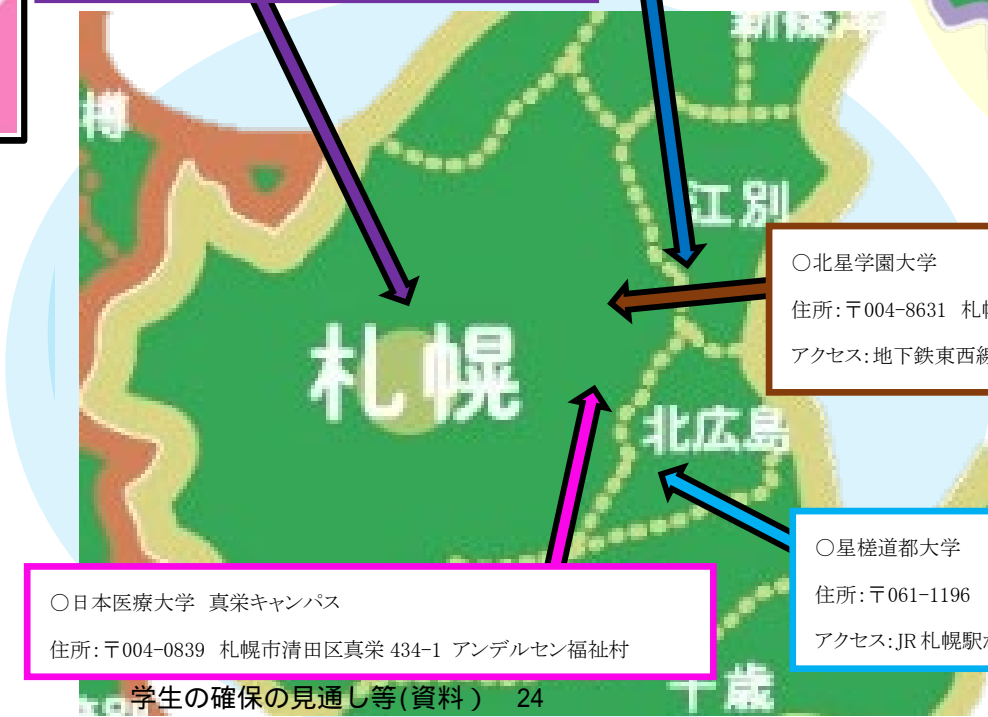 新篠津
樽
江別
○北星学園大学
住所：〒004-8631 札幌
アクセス：地下鉄東西線
札幌
北広島
○星槎道都大学
住所：〒061-1196
アクセス：JR 札幌駅
○日本医療大学 真栄キャンパス
住所：〒004-0839 札幌市清田区真栄 434-1 アンデルセン福祉村
千歳
学生の確保の見通し等(資料） 24